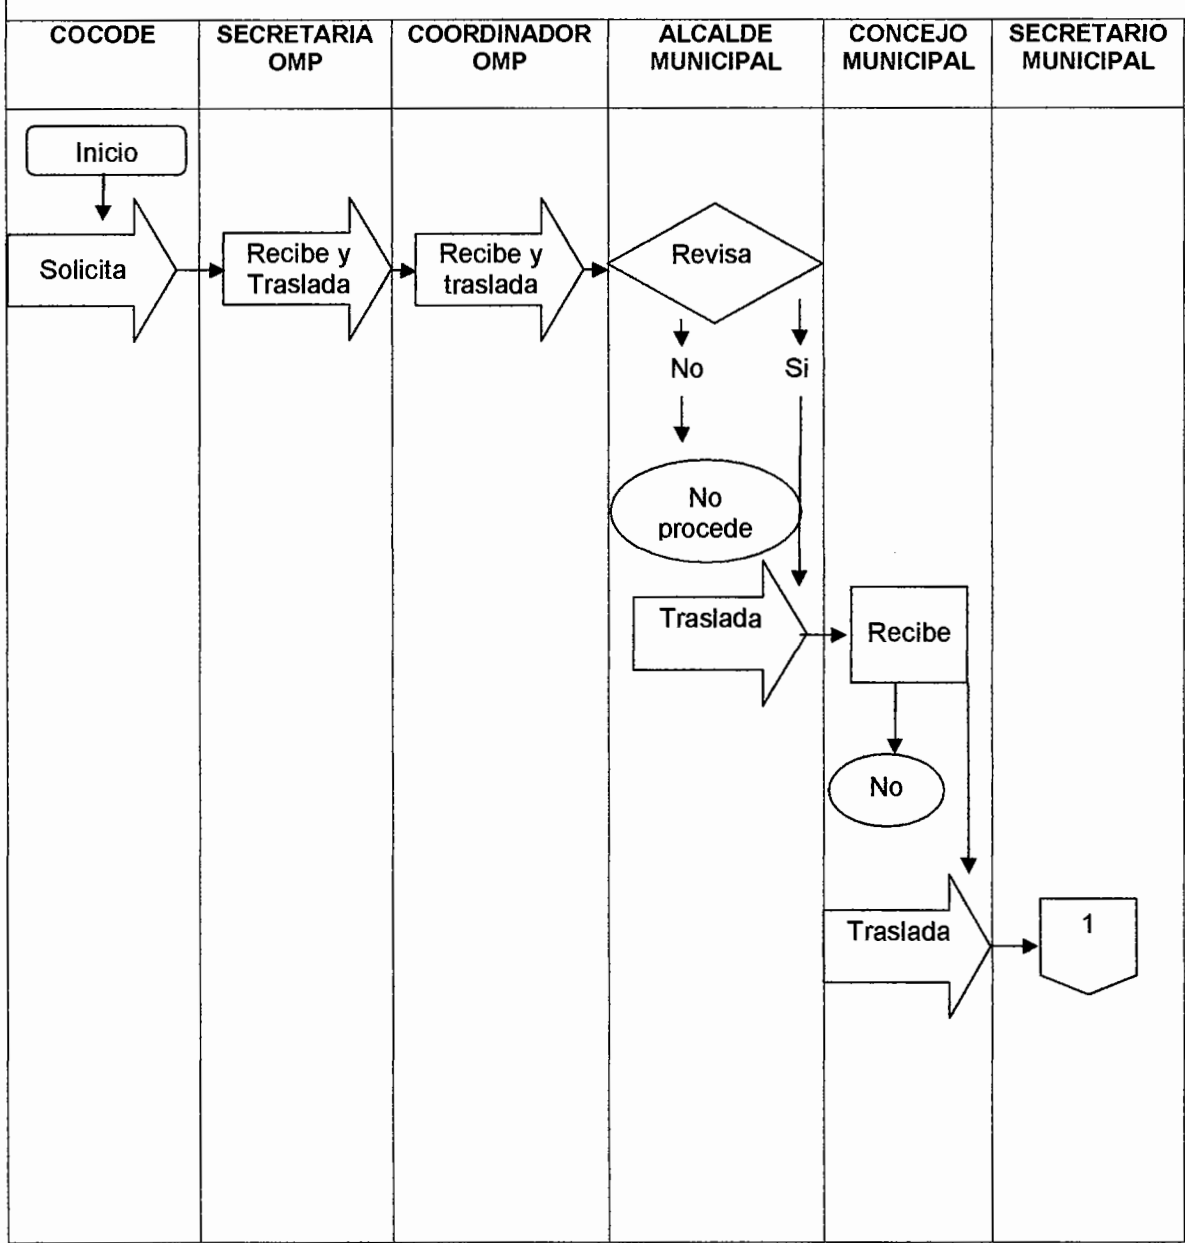 COCODE
SECRETARIA
OMP
COORDINADOR
OMP
ALCALDE
MUNICIPAL
CONCEJO
MUNICIPAL
SECRETARIO
MUNICIPAL
Inicio
Solicita
Recibe y
Traslada
Recibe y
traslada
Revisa
No
Si
No
procede
Traslada
Recibe
No
Traslada
1